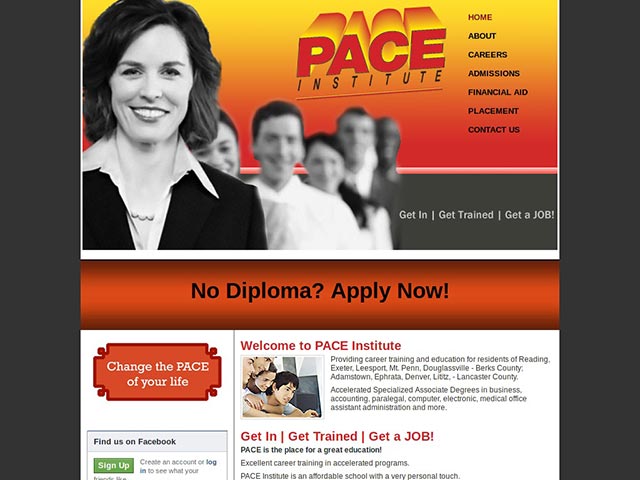 PACE
INSTITUTE
HOME
ABOUT
CAREERS
ADMISSIONS
FINANCIAL AID
PLACEMENT
CONTACT US
Get In | Get Trained | Get a JOB!
No Diploma? Apply Now!
Change the PACE
of your life
Find us on Facebook
Sign Up
Create an account or log
in to see what your
friends like.
Welcome to PACE Institute
Providing career training and education for residents of Reading,
Exeter, Leesport, Mt. Penn, Douglassville - Berks County;
Adamstown, Ephrata, Denver, Lititz, - Lancaster County.
Accelerated Specialized Associate Degrees in business,
accounting, paralegal, computer, electronic, medical office
assistant administration and more.
Get In | Get Trained | Get a JOB!
PACE is the place for a great education!
Excellent career training in accelerated programs.
PACE Institute is an affordable school with a very personal touch.